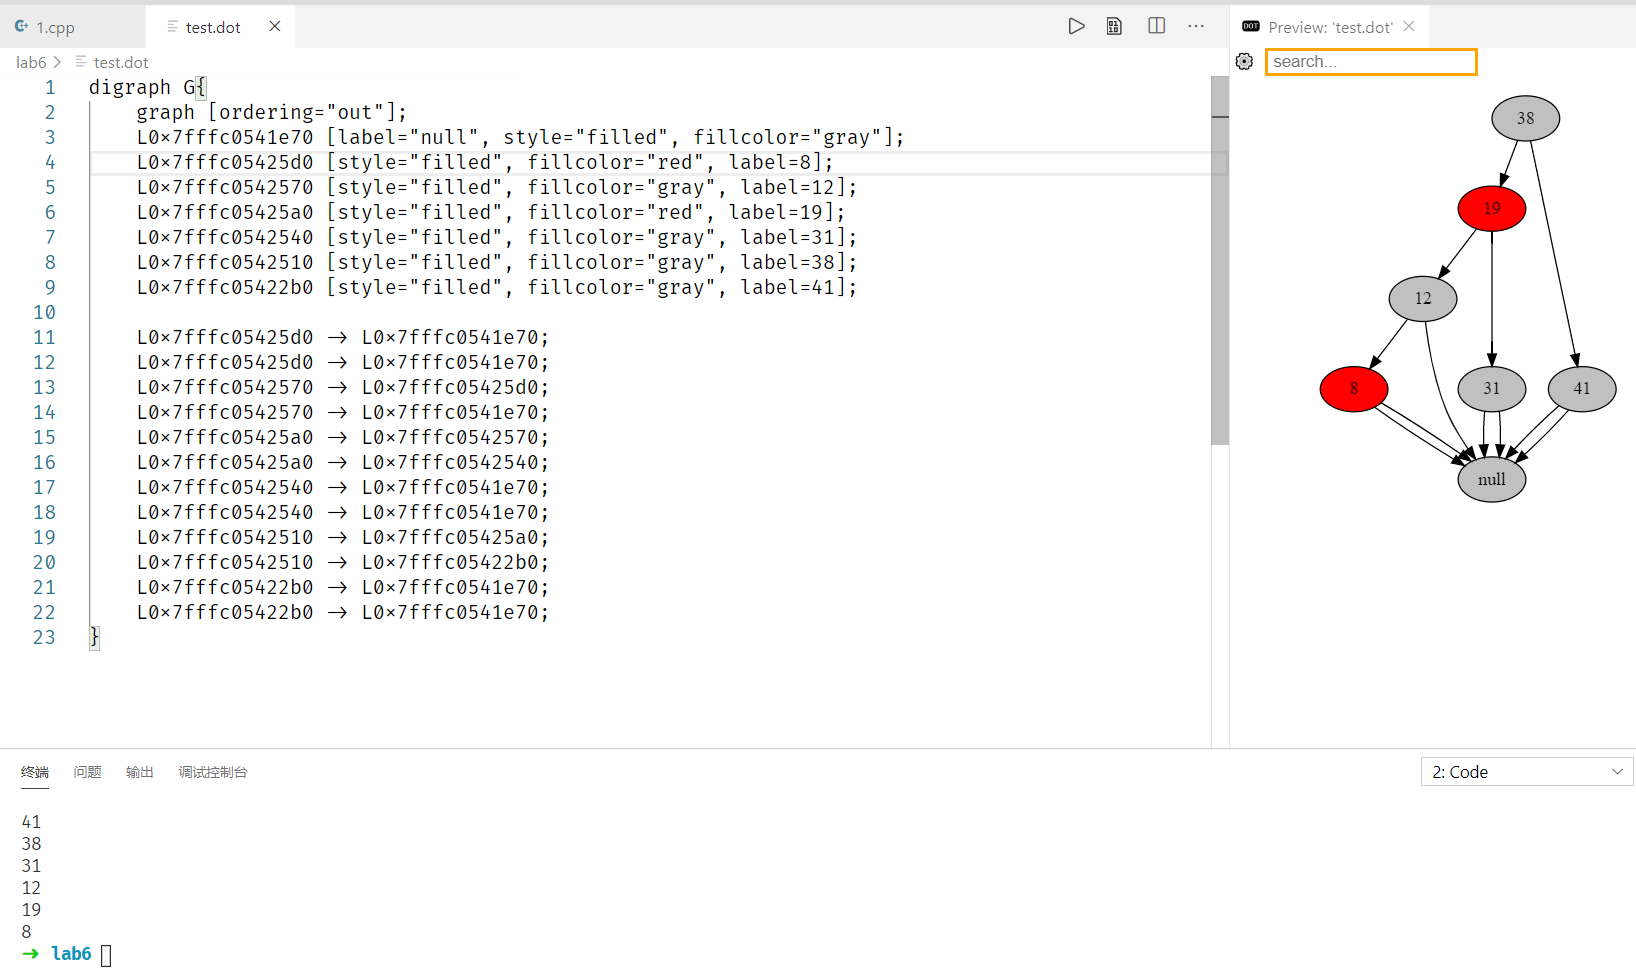 1.cpp
test.dot
Preview: 'test.dot'
lab6 > test.dot
search...
1 digraph G{
2 graph [ordering="out"];
3 L0×7fffc0541e70 [label="null", style="filled", fillcolor="gray"];
4 L0×7fffc05425d0 [style="filled", fillcolor="red", label=8];
5 L0×7fffc0542570 [style="filled", fillcolor="gray", label=12];
6 L0×7fffc05425a0 [style="filled", fillcolor="red", label=19];
7 L0×7fffc0542540 [style="filled", fillcolor="gray", label=31];
8 L0×7fffc0542510 [style="filled", fillcolor="gray", label=38];
9 L0×7fffc05422b0 [style="filled", fillcolor="gray", label=41];
10
11 L0×7fffc05425d0 → L0×7fffc0541e70;
12 L0×7fffc05425d0 → L0×7fffc0541e70;
13 L0×7fffc0542570 → L0×7fffc05425d0;
14 L0×7fffc0542570 → L0×7fffc0541e70;
15 L0×7fffc05425a0 → L0×7fffc0542570;
16 L0×7fffc05425a0 → L0×7fffc0542540;
17 L0×7fffc0542540 → L0×7fffc0541e70;
18 L0×7fffc0542540 → L0×7fffc0541e70;
19 L0×7fffc0542510 → L0×7fffc05425a0;
20 L0×7fffc0542510 → L0×7fffc05422b0;
21 L0×7fffc05422b0 → L0×7fffc0541e70;
22 L0×7fffc05422b0 → L0×7fffc0541e70;
23 }
38
19
12
8
31
41
null
终端 问题 输出 调试控制台
2: Code
41
38
31
12
19
8
→ lab6